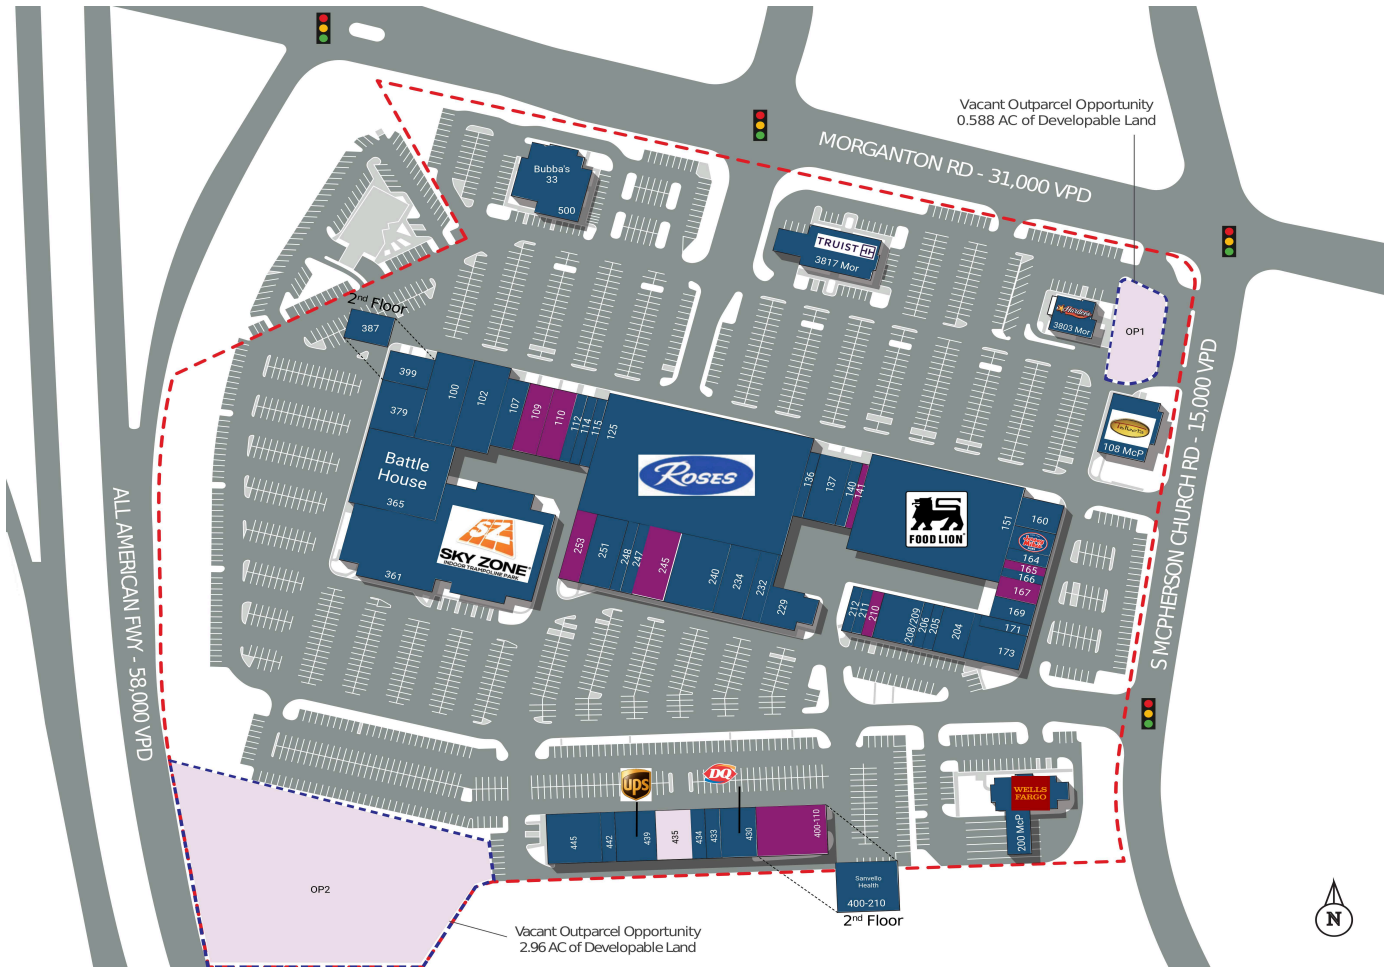 Vacant Outparcel Opportunity
0.588 AC of Developable Land
MORGANTON RD - 31,000 VPD
Bubba's
33
500
TRUIST
3817 Mor
Hardee's
3803 Mor
OP1
2nd Floor
387
399
379
100
102
107
109
110
112
114
115
125
ROSES
136
137
140
141
FOOD LION
151
160
164
165
166
167
169
171
173
108 McP
S MCPHERSON CHURCH RD - 15,000 VPD
Battle
House
365
SZ
SKY ZONE
INDOOR TRAMPOLINE PARK
361
253
251
248
247
245
240
234
232
229
212
211
210
208/209
206
205
204
ALL AMERICAN FWY - 58,000 VPD
ups
DQ
445
442
439
435
434
433
430
400-110
WELLS
FARGO
200 McP
Sanvello
Health
400-210
2nd Floor
OP2
Vacant Outparcel Opportunity
2.96 AC of Developable Land
N